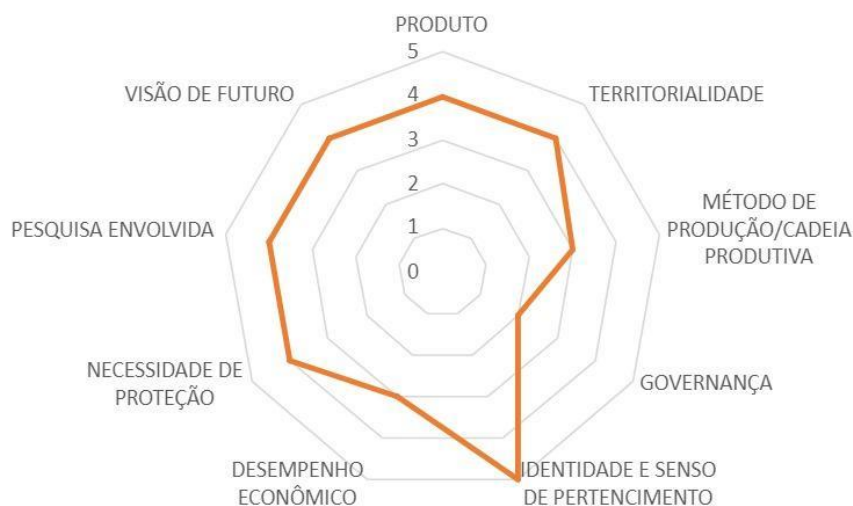 PRODUTO
5
VISÃO DE FUTURO
4
TERRITORIALIDADE
3
2
MÉTODO DE
PRODUÇÃO/CADEIA
PRODUTIVA
PESQUISA ENVOLVIDA
1
0
NECESSIDADE DE
PROTEÇÃO
GOVERNANÇA
DESEMPENHO
ECONÔMICO
IDENTIDADE E SENSO
DE PERTENCIMENTO